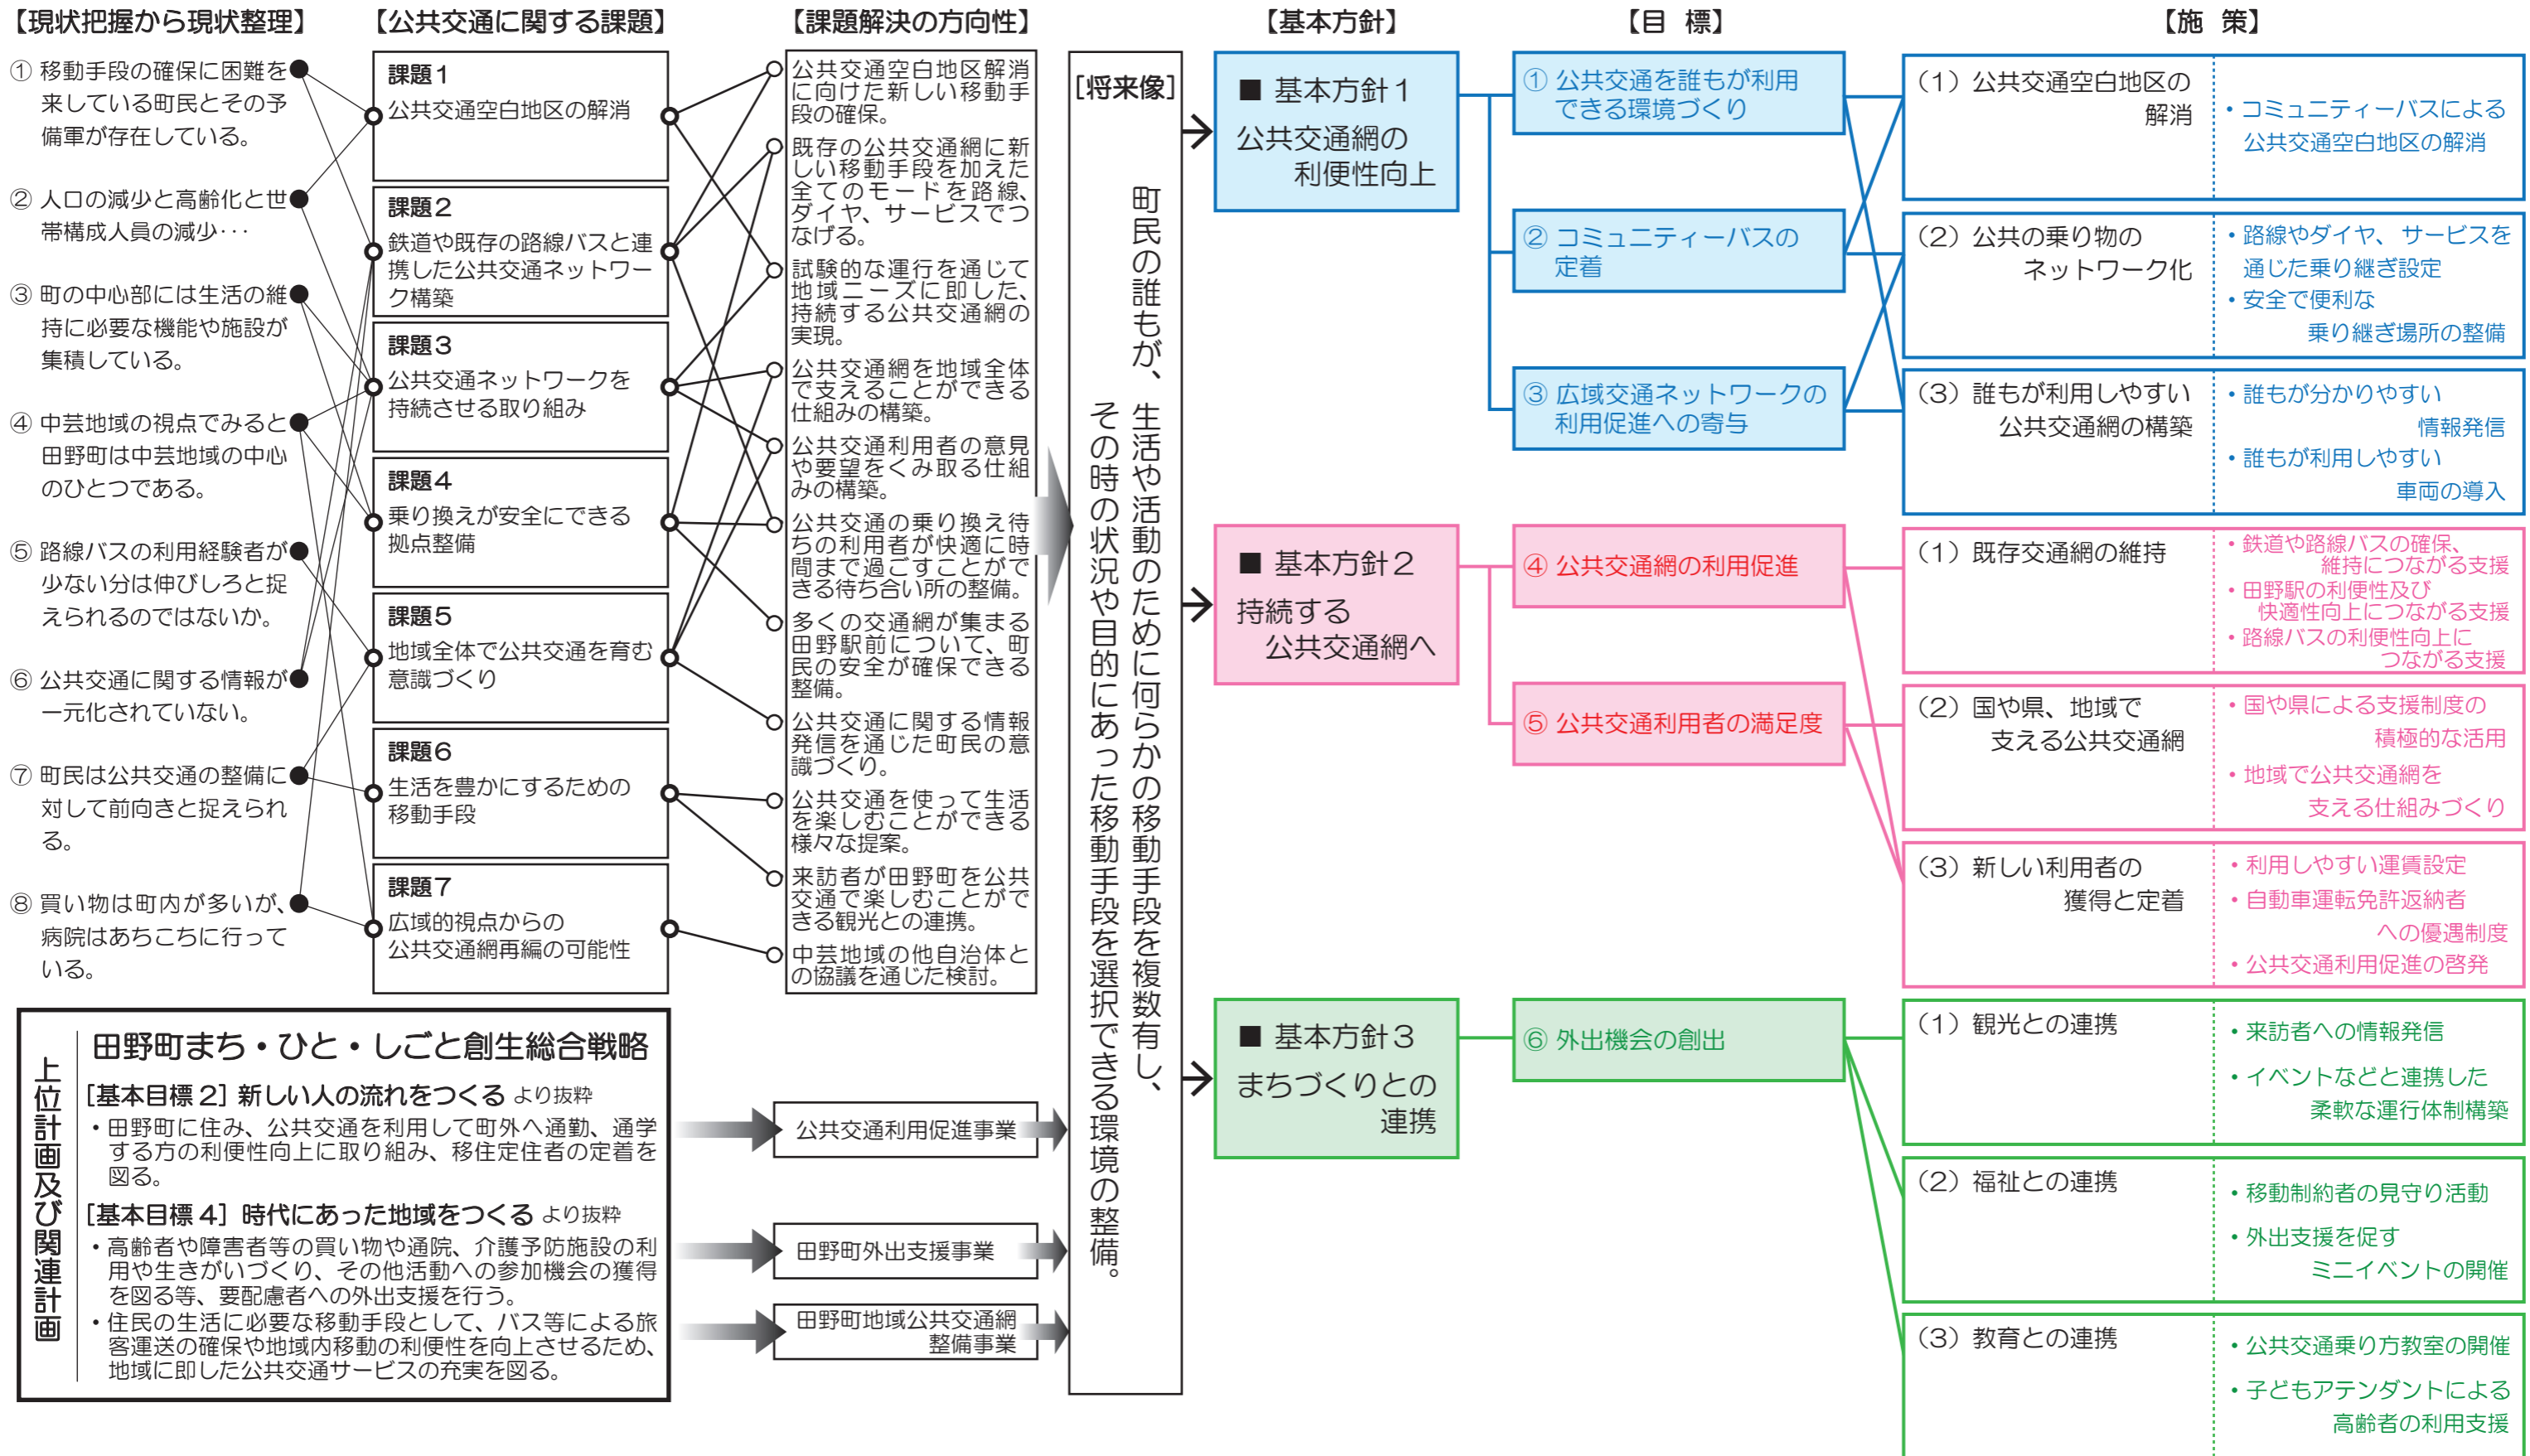 【現状把握から現状整理】
① 移動手段の確保に困難を
来している町民とその予
備軍が存在している。
② 人口の減少と高齢化と世
帯構成人員の減少･･･
③ 町の中心部には生活の維
持に必要な機能や施設が
集積している。
④ 中芸地域の視点でみると
田野町は中芸地域の中心
のひとつである。
⑤ 路線バスの利用経験者が
少ない分は伸びしろと捉
えられるのではないか。
⑥ 公共交通に関する情報が
一元化されていない。
⑦ 町民は公共交通の整備に
対して前向きと捉えられ
る。
⑧ 買い物は町内が多いが、
病院はあちこちに行って
いる。
【公共交通に関する課題】
課題１
公共交通空白地区の解消
課題２
鉄道や既存の路線バスと連
携した公共交通ネットワー
ク構築
課題３
公共交通ネットワークを
持続させる取り組み
課題４
乗り換えが安全にできる
拠点整備
課題５
地域全体で公共交通を育む
意識づくり
課題６
生活を豊かにするための
移動手段
課題７
広域的視点からの
公共交通網再編の可能性
【課題解決の方向性】
公共交通空白地区解消
に向けた新しい移動手
段の確保。
既存の公共交通網に新
しい移動手段を加えた
全てのモードを路線、
ダイヤ、サービスでつ
なげる。
試験的な運行を通じて
地域ニーズに即した、
持続する公共交通網の
実現。
公共交通網を地域全体
で支えることができる
仕組みの構築。
公共交通利用者の意見
や要望をくみ取る仕組
みの構築。
公共交通の乗り換え待
ちの利用者が快適に時
間まで過ごすことがで
きる待ち合い所の整備。
多くの交通網が集まる
田野駅前について、町
民の安全が確保できる
整備。
公共交通に関する情報
発信を通じた町民の意
識づくり。
公共交通を使って生活
を楽しむことができる
様々な提案。
来訪者が田野町を公共
交通で楽しむことがで
きる観光との連携。
中芸地域の他自治体と
の協議を通じた検討。
上位計画及び関連計画
田野町まち・ひと・しごと創生総合戦略
[基本目標２] 新しい人の流れをつくる より抜粋
・田野町に住み、公共交通を利用して町外へ通勤、通学
する方の利便性向上に取り組み、移住定住者の定着を
図る。
[基本目標４] 時代にあった地域をつくる より抜粋
・高齢者や障害者等の買い物や通院、介護予防施設の利
用や生きがいづくり、その他活動への参加機会の獲得
を図る等、要配慮者への外出支援を行う。
・住民の生活に必要な移動手段として、バス等による旅
客運送の確保や地域内移動の利便性を向上させるため、
地域に即した公共交通サービスの充実を図る。
公共交通利用促進事業
田野町外出支援事業
田野町地域公共交通網
整備事業
[将来像]
町民の誰もが、生活や活動のために何らかの移動手段を複数有し、
その時の状況や目的にあった移動手段を選択できる環境の整備。
【基本方針】
■ 基本方針１
公共交通網の
利便性向上
■ 基本方針２
持続する
公共交通網へ
■ 基本方針３
まちづくりとの
連携
【目 標】
① 公共交通を誰もが利用
できる環境づくり
② コミュニティーバスの
定着
③ 広域交通ネットワークの
利用促進への寄与
④ 公共交通網の利用促進
⑤ 公共交通利用者の満足度
⑥ 外出機会の創出
【施 策】
（1）公共交通空白地区の
解消
・コミュニティーバスによる
公共交通空白地区の解消
（2）公共の乗り物の
ネットワーク化
・路線やダイヤ、サービスを
通じた乗り継ぎ設定
・安全で便利な
乗り継ぎ場所の整備
（3）誰もが利用しやすい
公共交通網の構築
・誰もが分かりやすい
情報発信
・誰もが利用しやすい
車両の導入
（1）既存交通網の維持
・鉄道や路線バスの確保、
維持につながる支援
・田野駅の利便性及び
快適性向上につながる支援
・路線バスの利便性向上に
つながる支援
（2）国や県、地域で
支える公共交通網
・国や県による支援制度の
積極的な活用
・地域で公共交通網を
支える仕組みづくり
（3）新しい利用者の
獲得と定着
・利用しやすい運賃設定
・自動車運転免許返納者
への優遇制度
・公共交通利用促進の啓発
（1）観光との連携
・来訪者への情報発信
・イベントなどと連携した
柔軟な運行体制構築
（2）福祉との連携
・移動制約者の見守り活動
・外出支援を促す
ミニイベントの開催
（3）教育との連携
・公共交通乗り方教室の開催
・子どもアテンダントによる
高齢者の利用支援